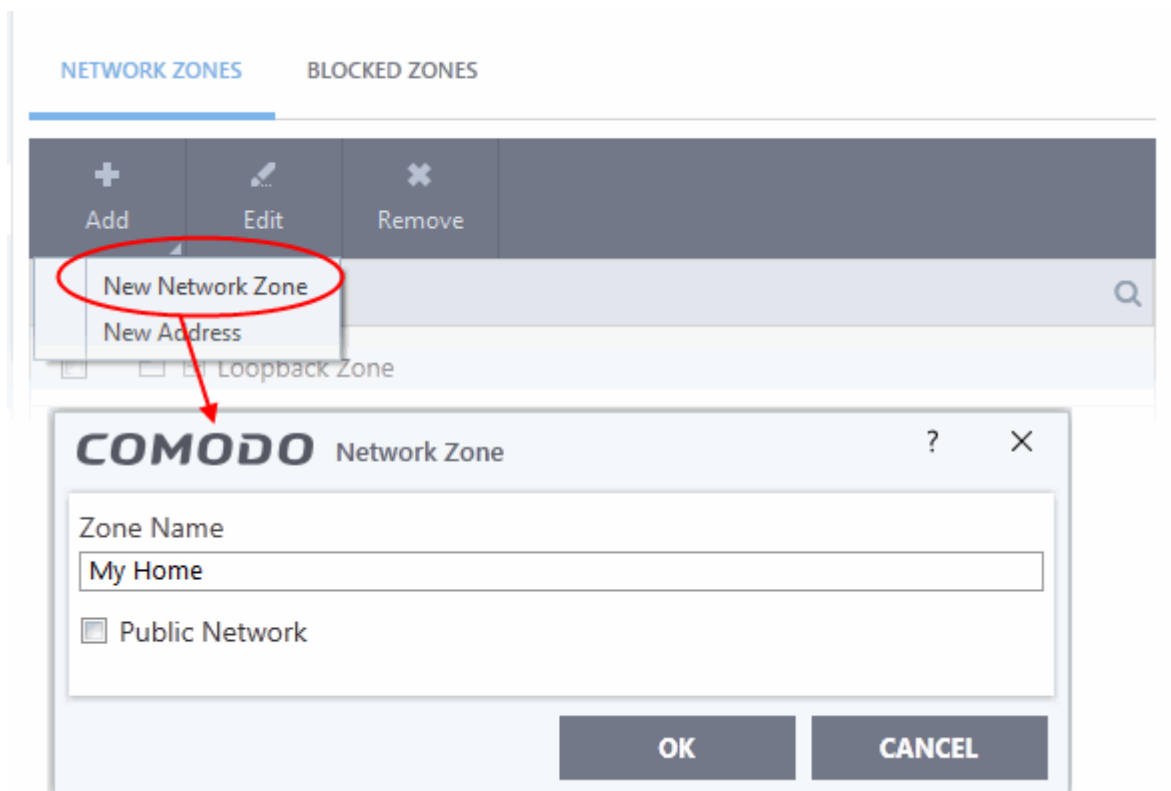 NETWORK ZONES BLOCKED ZONES
Add Edit Remove
New Network Zone
New Address
Loopback Zone
COMODO Network Zone ?
Zone Name
My Home
Public Network
OK CANCEL